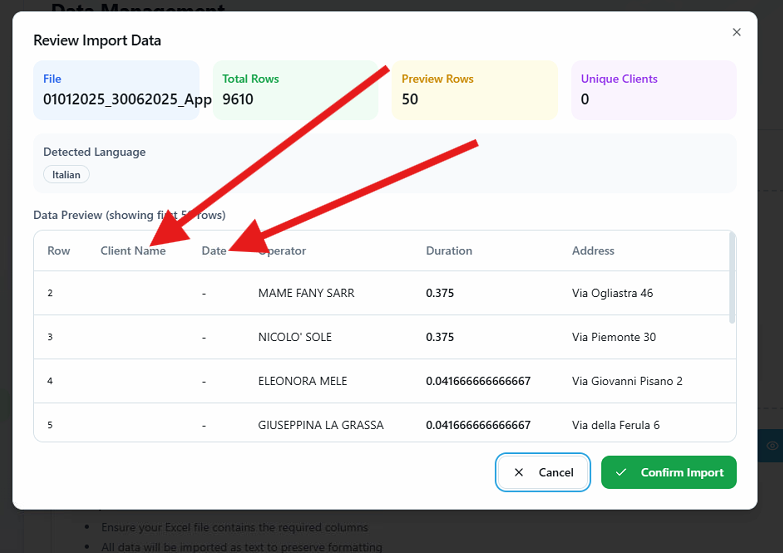 Data Management
Review Import Data
File
01012025_30062025_App
Total Rows
9610
Preview Rows
50
Unique Clients
0
Detected Language
Italian
Data Preview (showing first 50 rows)
Row Client Name Date Operator Duration Address
2 - MAME FANY SARR 0.375 Via Ogliastra 46
3 - NICOLO' SOLE 0.375 Via Piemonte 30
4 - ELEONORA MELE 0.041666666666667 Via Giovanni Pisano 2
5 - GIUSEPPINA LA GRASSA 0.041666666666667 Via della Ferula 6
Cancel Confirm Import
Ensure your Excel file contains the required columns
All data will be imported as text to preserve formatting